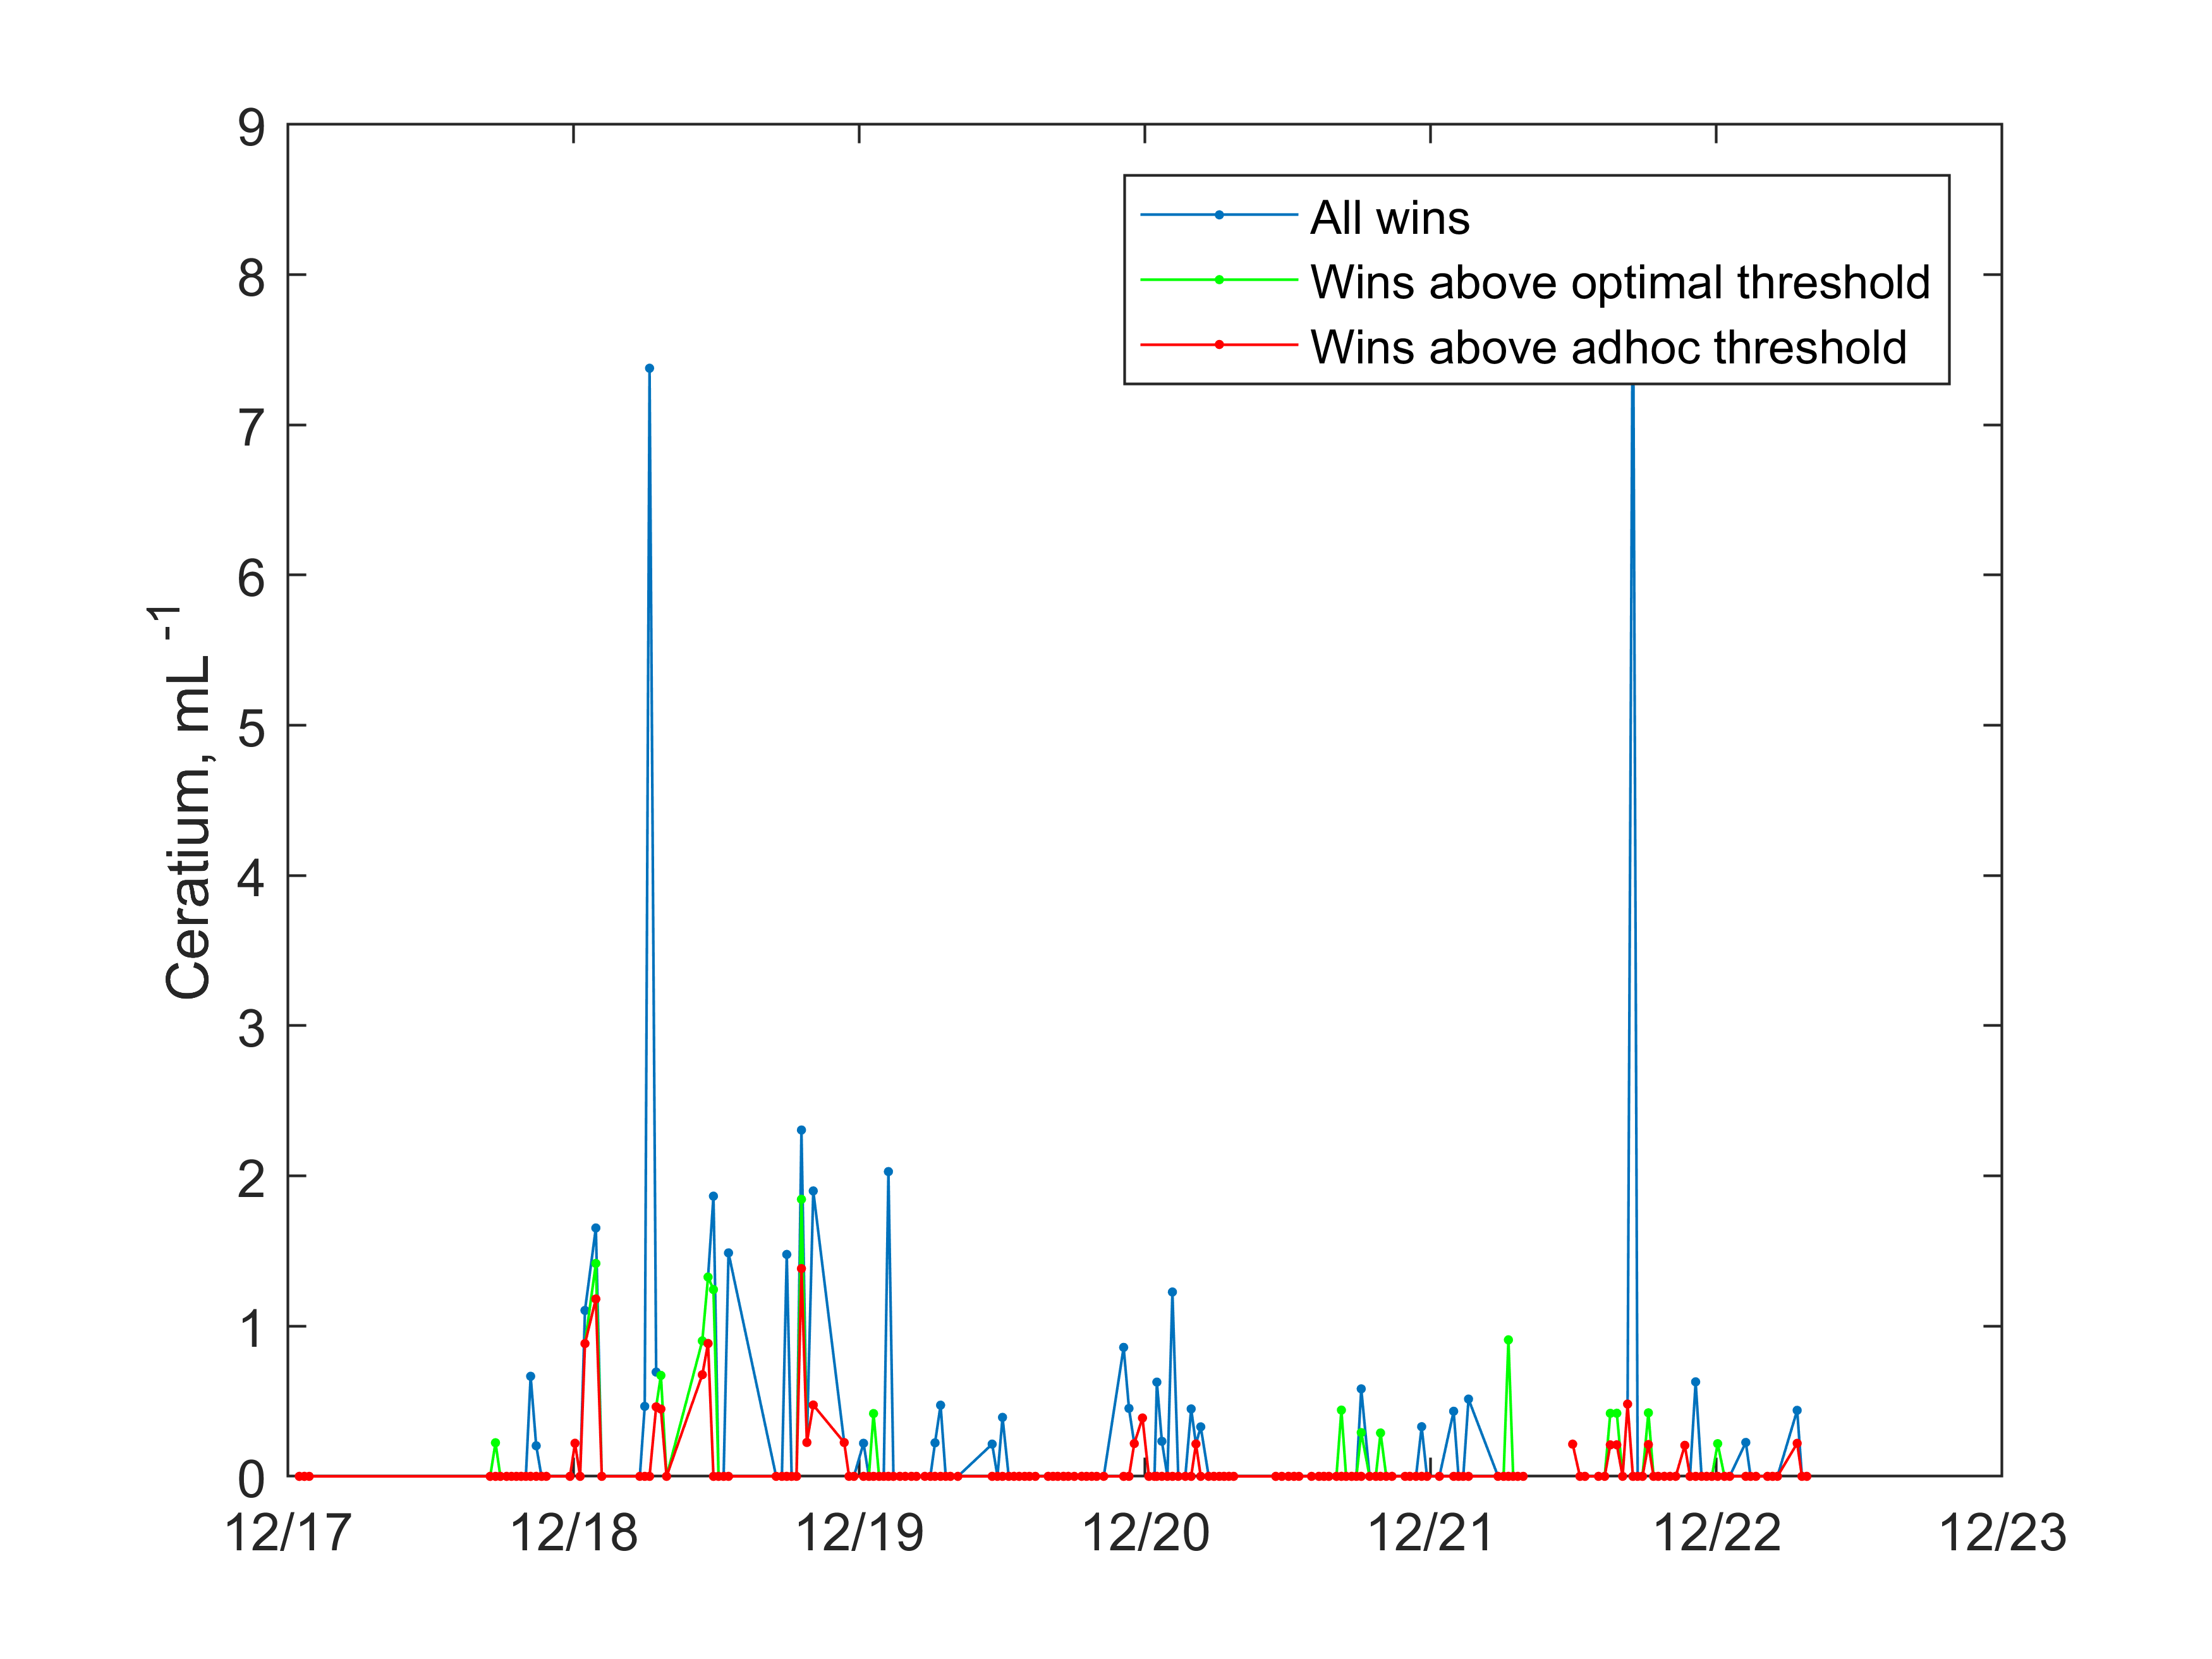 9
8
7
6
5
4
3
2
1
0
Ceratium, mL⁻¹
All wins
Wins above optimal threshold
Wins above adhoc threshold
12/17 12/18 12/19 12/20 12/21 12/22 12/23